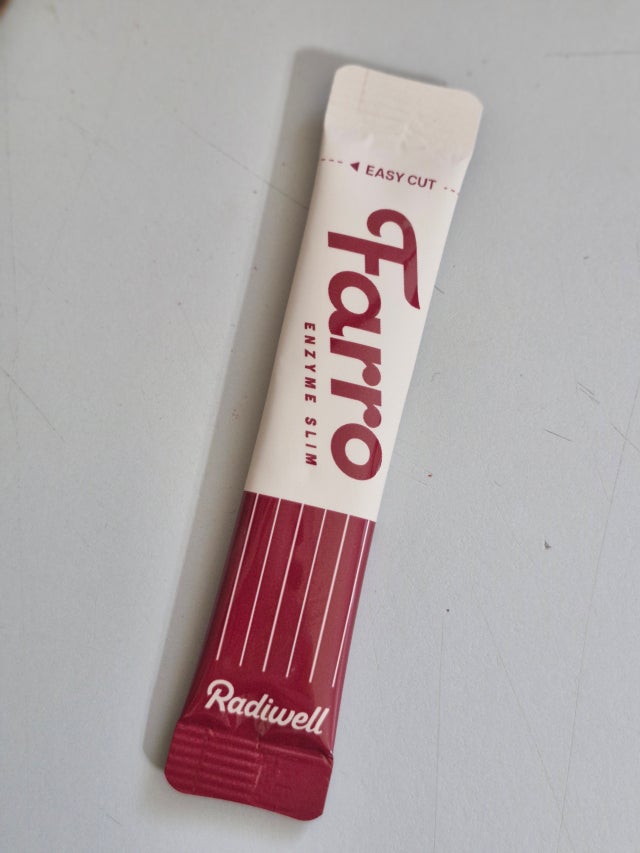 EASY CUT
Farro
ENZYME SLIM
Radiwell